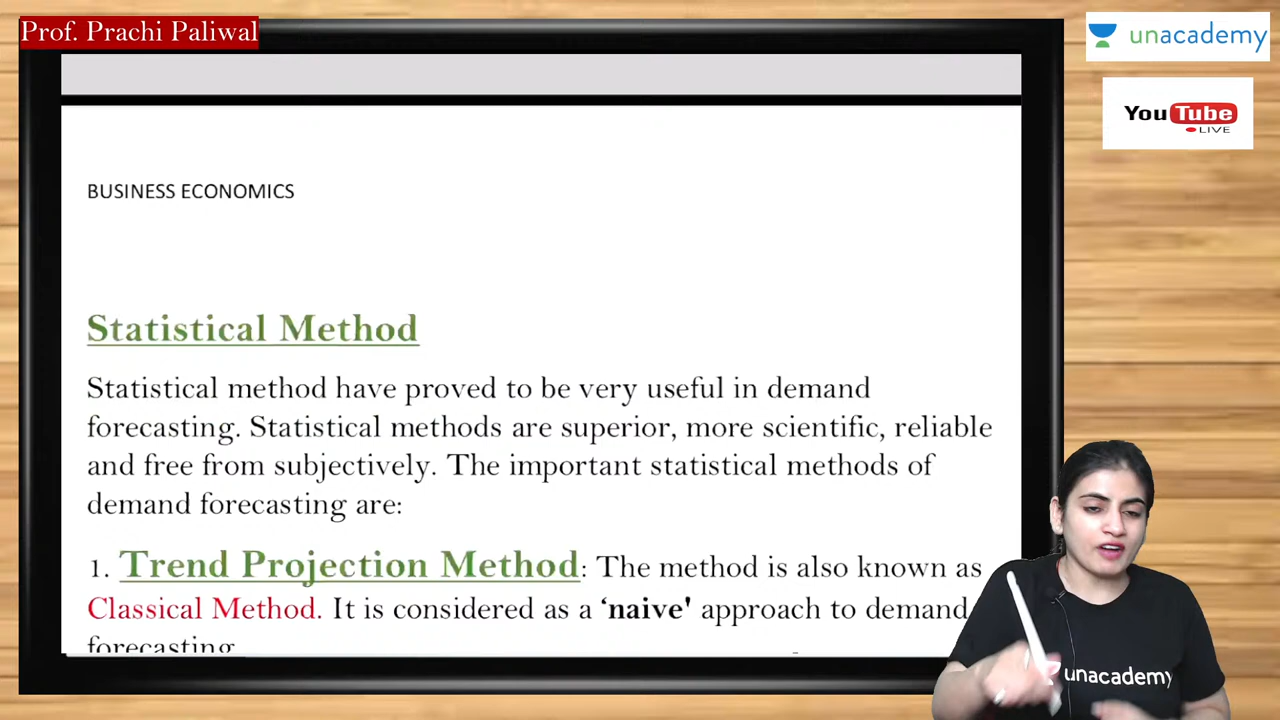 Prof. Prachi Paliwal
unacademy
YouTube
LIVE
BUSINESS ECONOMICS
Statistical Method
Statistical method have proved to be very useful in demand
forecasting. Statistical methods are superior, more scientific, reliable
and free from subjectively. The important statistical methods of
demand forecasting are:
1. Trend Projection Method: The method is also known as
Classical Method. It is considered as a ‘naive' approach to demand
forecasting.
unacademy